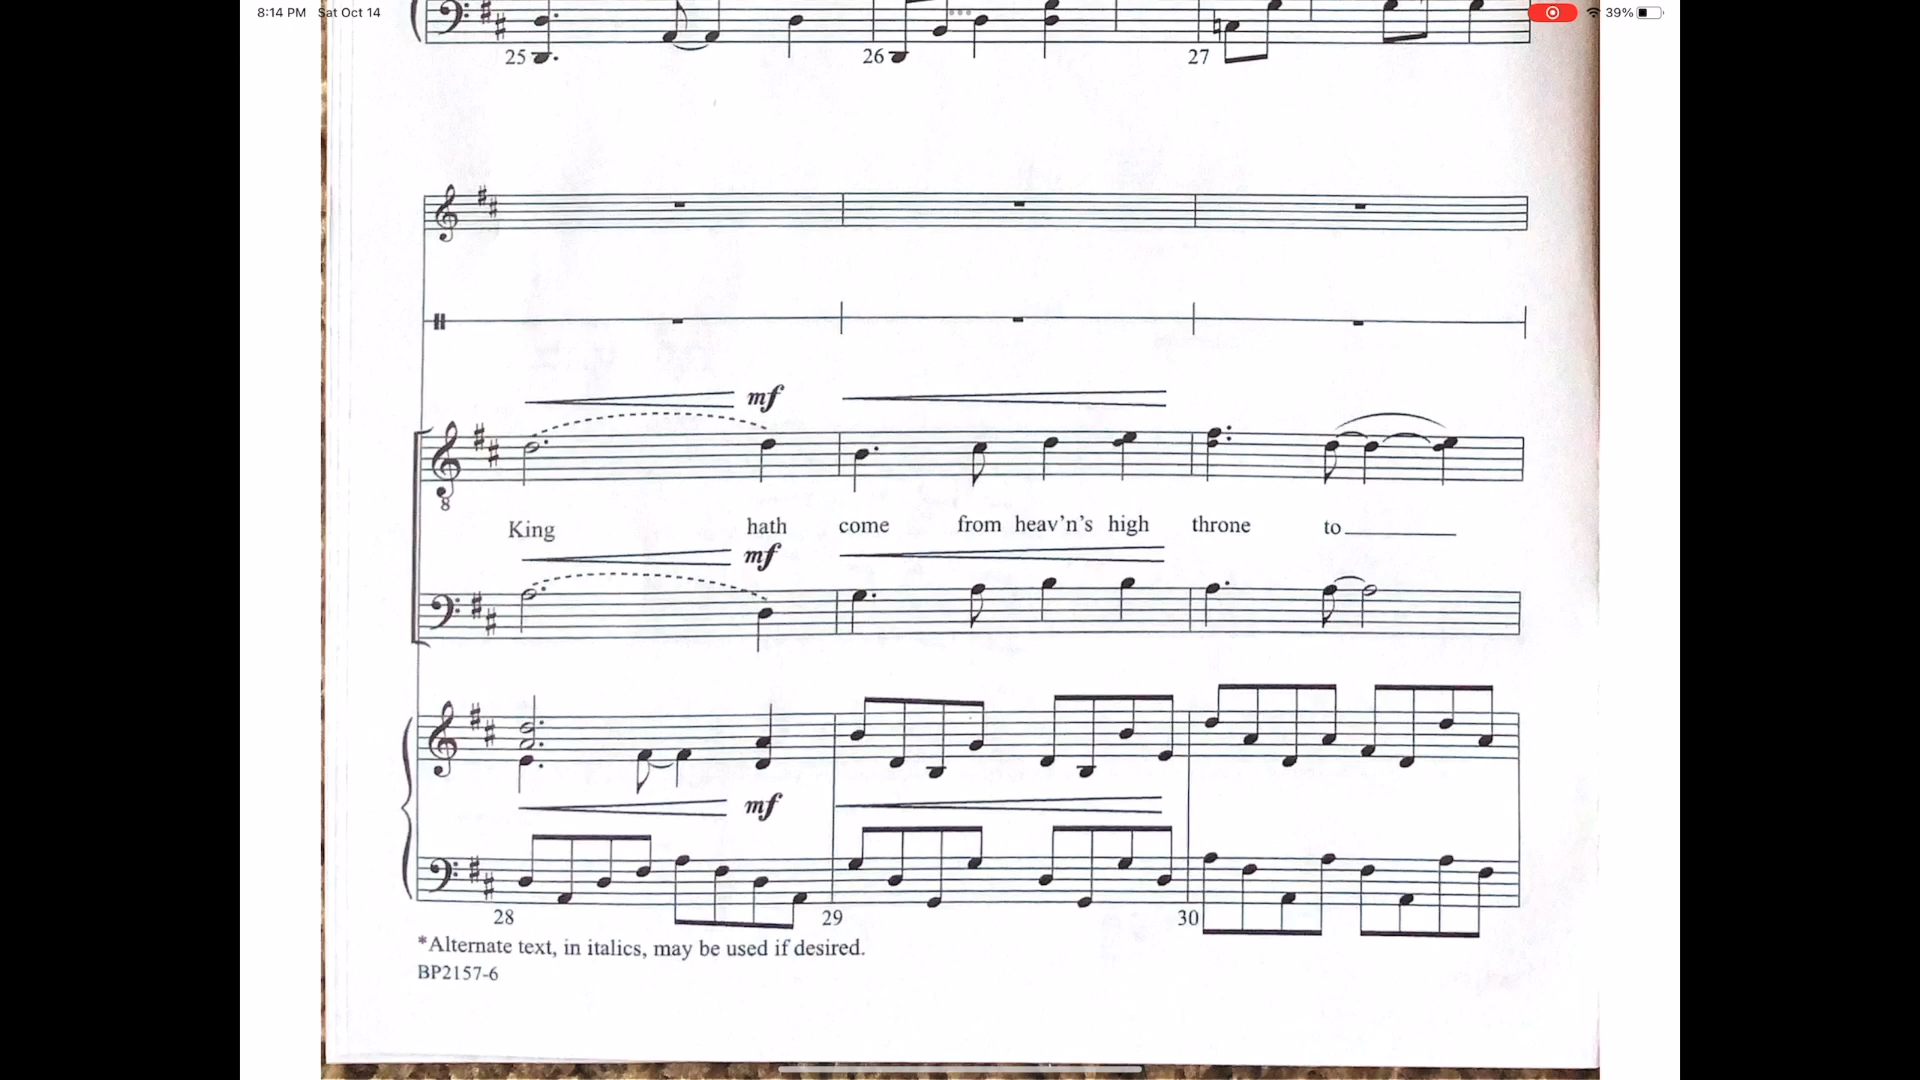 8:14 PM Sat Oct 14
39%
25 26 27
mf
8
King hath come from heav’n’s high throne to
mf
mf
28 29 30
*Alternate text, in italics, may be used if desired.
BP2157-6